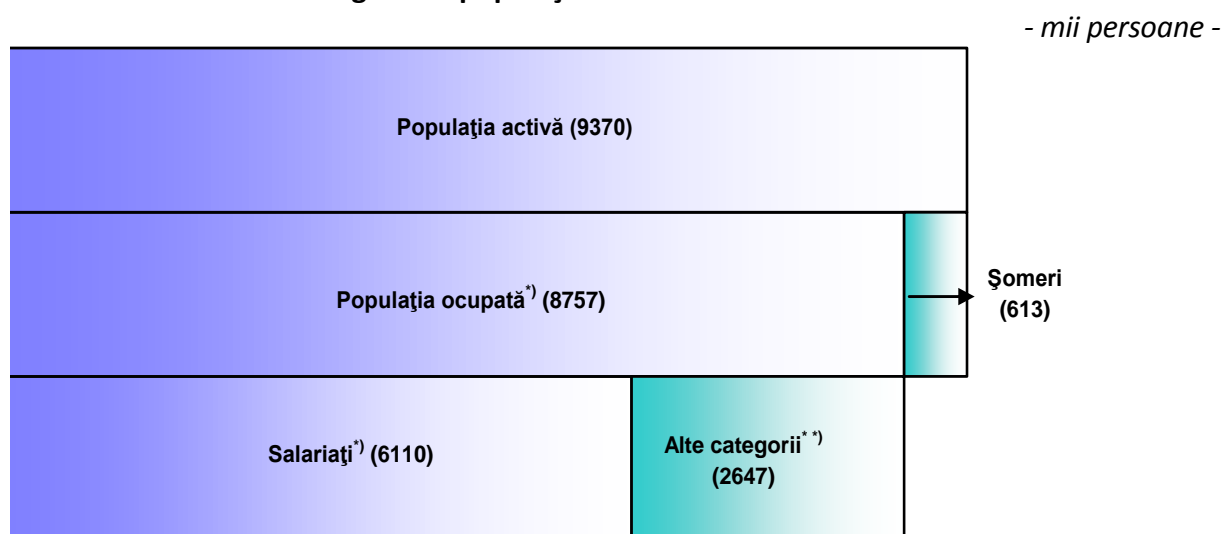 - mii persoane -
Populaţia activă (9370)
Populaţia ocupată*) (8757)
Şomeri
(613)
Salariaţi*) (6110)
Alte categorii* *)
(2647)